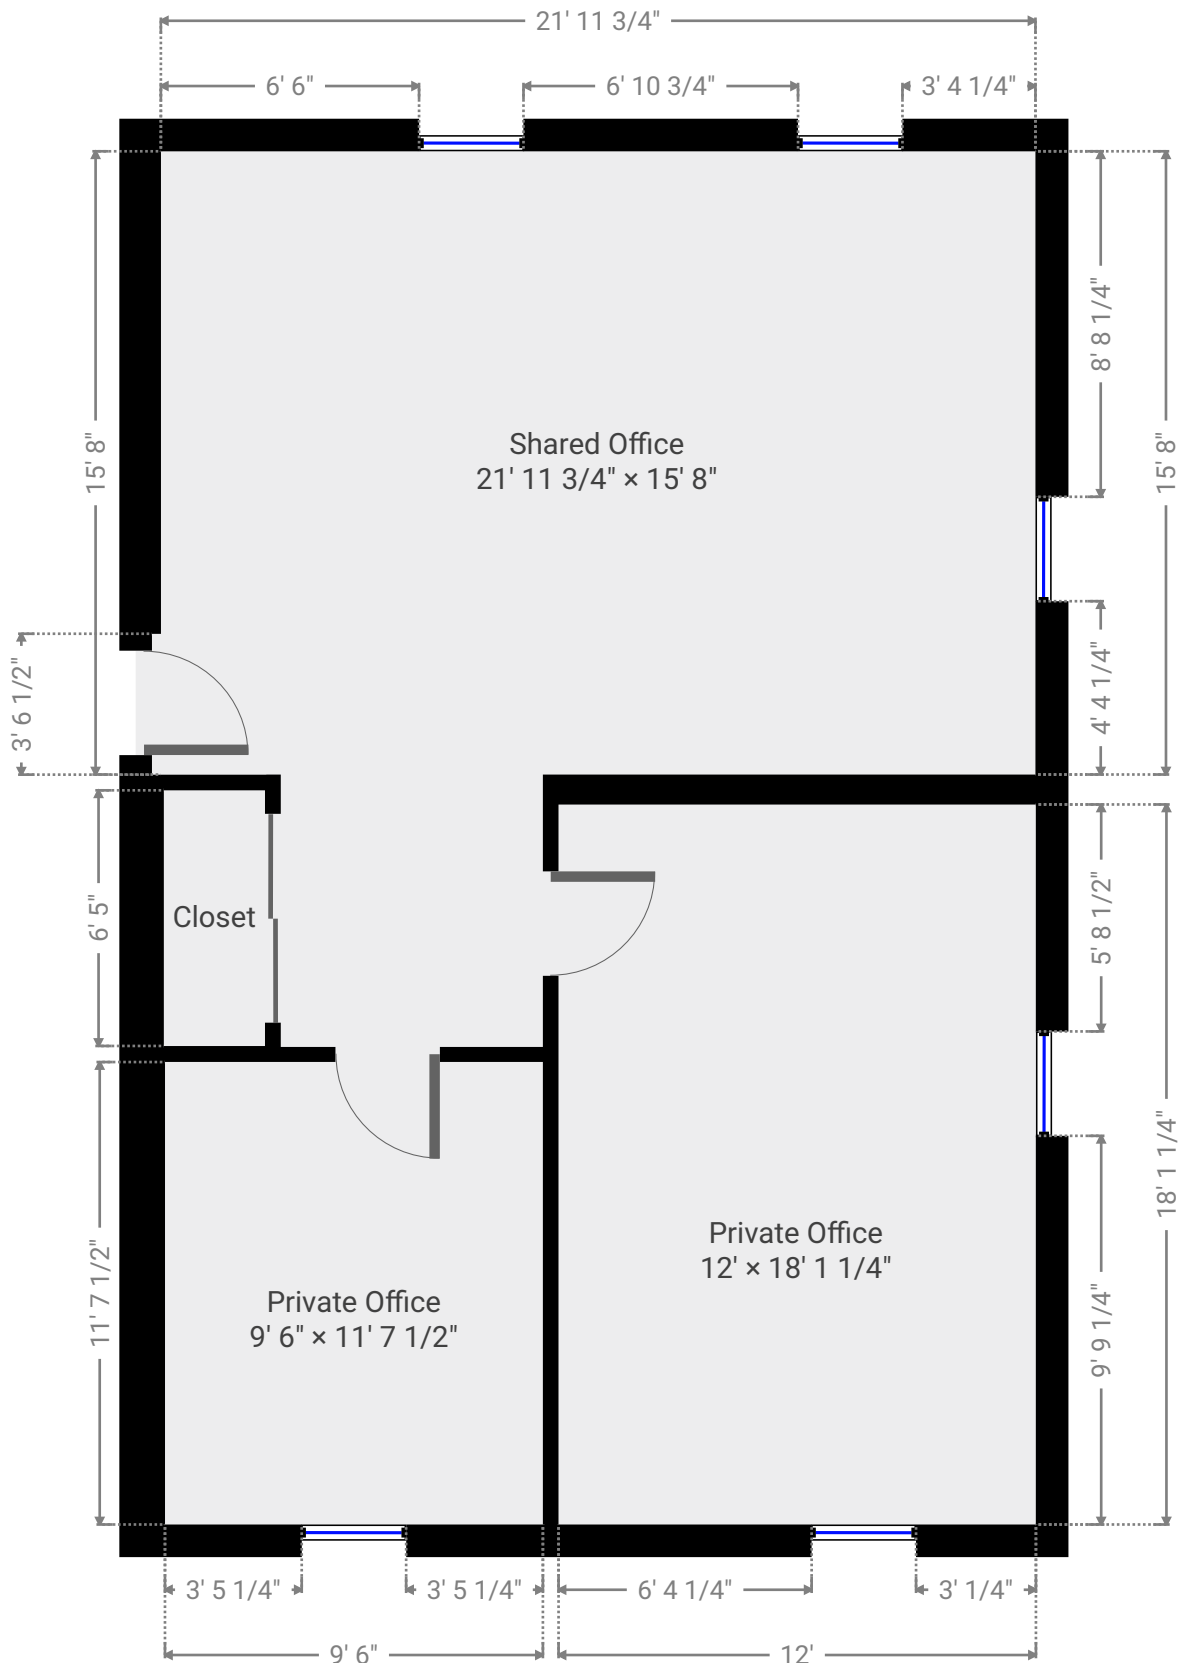 21' 11 3/4"
6' 6"
6' 10 3/4"
3' 4 1/4"
8' 8 1/4"
15' 8"
15' 8"
Shared Office
21' 11 3/4" × 15' 8"
3' 6 1/2"
4' 4 1/4"
6' 5"
Closet
5' 8 1/2"
18' 1 1/4"
Private Office
12' × 18' 1 1/4"
11' 7 1/2"
Private Office
9' 6" × 11' 7 1/2"
9' 9 1/4"
3' 5 1/4"
3' 5 1/4"
6' 4 1/4"
3' 1/4"
9' 6"
12'